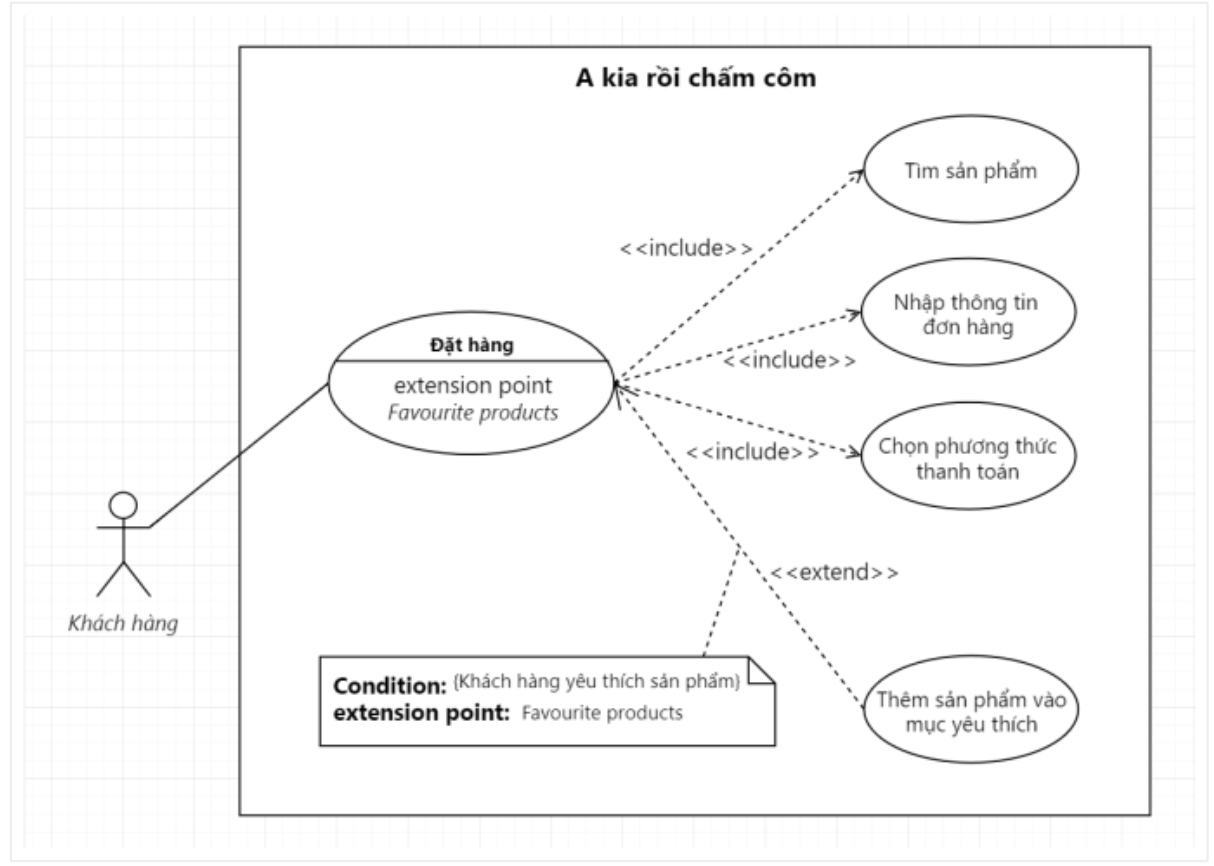 A kia rồi chấm côm
Tìm sản phẩm
<<include>>
Nhập thông tin
đơn hàng
Đặt hàng
<<include>>
extension point
Favourite products
Chọn phương thức
thanh toán
<<include>>
<<extend>>
Khách hàng
Condition: {Khách hàng yêu thích sản phẩm}
extension point: Favourite products
Thêm sản phẩm vào
mục yêu thích